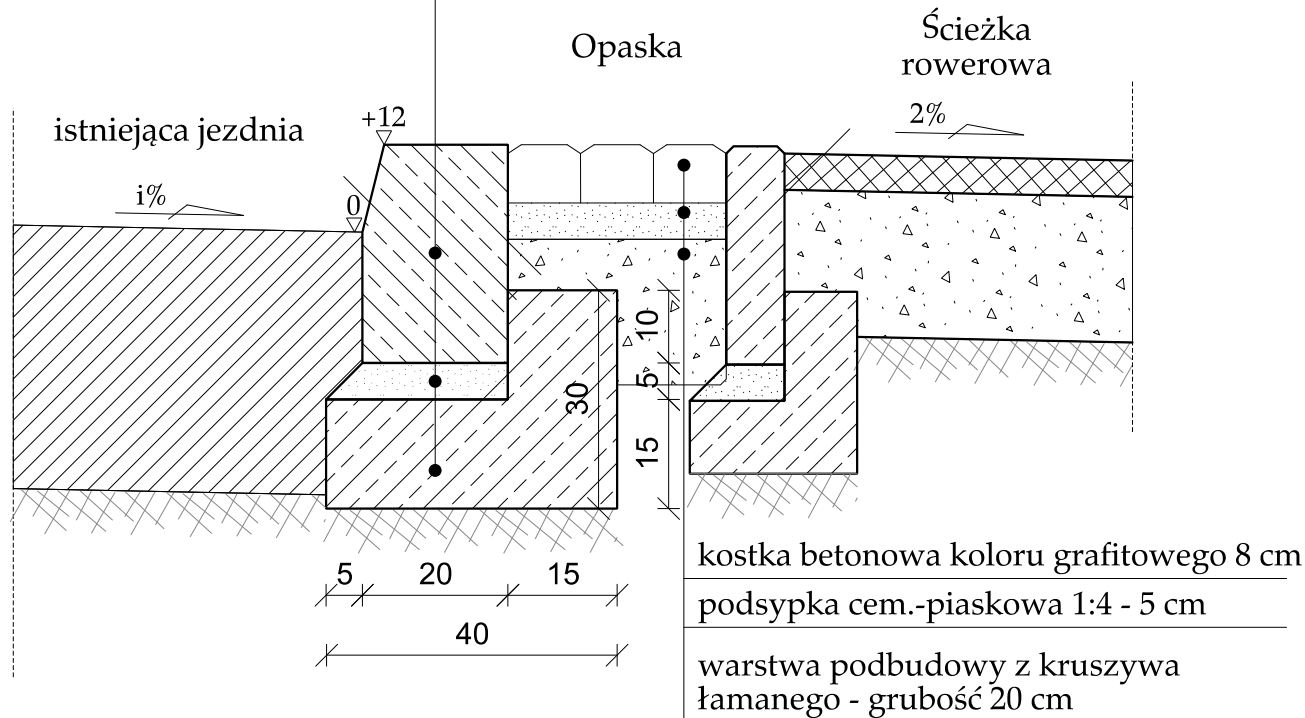 Opaska
Ścieżka
rowerowa
istniejąca jezdnia
+12
2%
i%
0
10
5
30
15
5
20
15
40
kostka betonowa koloru grafitowego 8 cm
podsypka cem.-piaskowa 1:4 - 5 cm
warstwa podbudowy z kruszywa
łamanego - grubość 20 cm